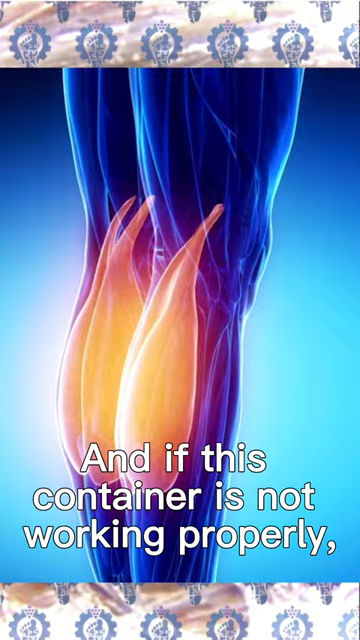 And if this
container is not
working properly,